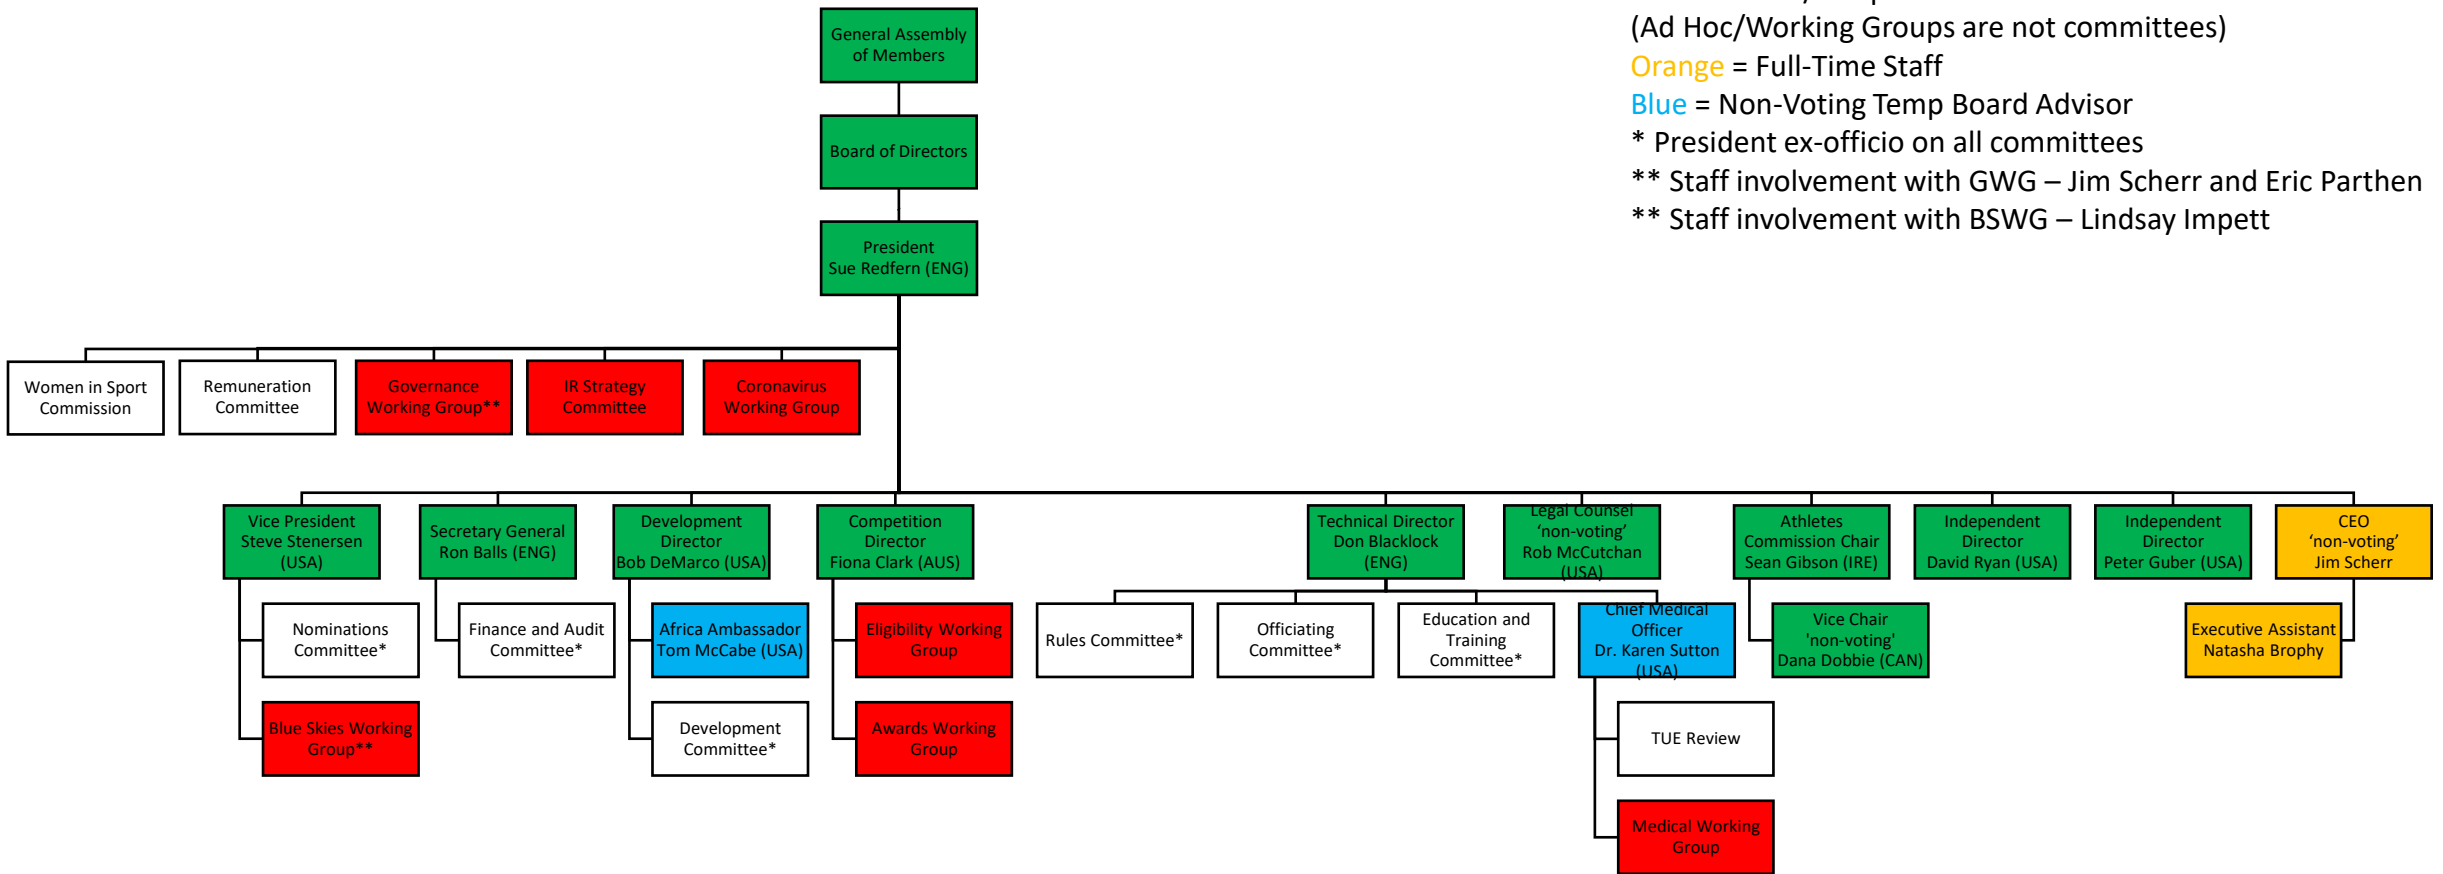 (Ad Hoc/Working Groups are not committees)
Orange = Full-Time Staff
Blue = Non-Voting Temp Board Advisor
* President ex-officio on all committees
** Staff involvement with GWG – Jim Scherr and Eric Parthen
** Staff involvement with BSWG – Lindsay Impett
General Assembly
of Members
Board of Directors
President
Sue Redfern (ENG)
Women in Sport
Commission
Remuneration
Committee
Governance
Working Group**
IR Strategy
Committee
Coronavirus
Working Group
Vice President
Steve Stenersen
(USA)
Secretary General
Ron Balls (ENG)
Development
Director
Bob DeMarco (USA)
Competition
Director
Fiona Clark (AUS)
Technical Director
Don Blacklock
(ENG)
Legal Counsel
‘non-voting’
Rob McCutchan
(USA)
Athletes
Commission Chair
Sean Gibson (IRE)
Independent
Director
David Ryan (USA)
Independent
Director
Peter Guber (USA)
CEO
‘non-voting’
Jim Scherr
Nominations
Committee*
Finance and Audit
Committee*
Africa Ambassador
Tom McCabe (USA)
Eligibility Working
Group
Rules Committee*
Officiating
Committee*
Education and
Training
Committee*
Chief Medical
Officer
Dr. Karen Sutton
(USA)
Vice Chair
'non-voting'
Dana Dobbie (CAN)
Executive Assistant
Natasha Brophy
Blue Skies Working
Group**
Development
Committee*
Awards Working
Group
TUE Review
Medical Working
Group